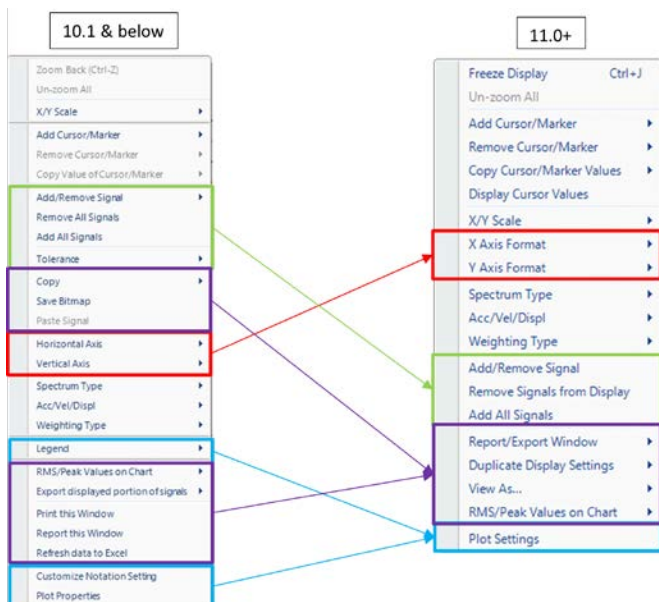 10.1 & below
Zoom Back (Ctrl-Z)
Un-zoom All
X/Y Scale
Add Cursor/Marker
Remove Cursor/Marker
Copy Value of Cursor/Marker
Add/Remove Signal
Remove All Signals
Add All Signals
Tolerance
Copy
Save Bitmap
Paste Signal
Horizontal Axis
Vertical Axis
Spectrum Type
Acc/Vel/Displ
Weighting Type
Legend
RMS/Peak Values on Chart
Export displayed portion of signals
Print this Window
Report this Window
Refresh data to Excel
Customize Notation Setting
Plot Properties
11.0+
Freeze Display Ctrl+J
Un-zoom All
Add Cursor/Marker
Remove Cursor/Marker
Copy Cursor/Marker Values
Display Cursor Values
X/Y Scale
X Axis Format
Y Axis Format
Spectrum Type
Acc/Vel/Displ
Weighting Type
Add/Remove Signal
Remove Signals from Display
Add All Signals
Report/Export Window
Duplicate Display Settings
View As...
RMS/Peak Values on Chart
Plot Settings